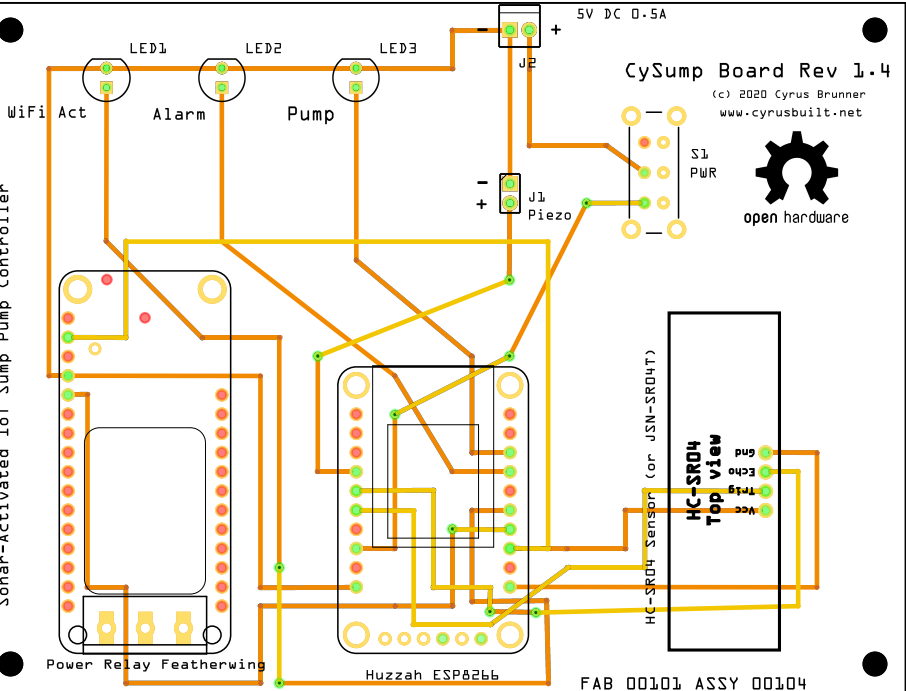 5V DC 0.5A
- +
J2
LED1
LED2
LED3
WiFi Act
Alarm
Pump
CySump Board Rev 1.4
(c) 2020 Cyrus Brunner
www.cyrusbuilt.net
S1
PWR
open hardware
-
+
J1
Piezo
Sonar-Activated IoT Sump Pump Controller
HC-SR04 Sensor (or JSN-SR04T)
HC-SR04
Top view
Gnd
Echo
Trig
Vcc
Power Relay Featherwing
Huzzah ESP8266
FAB 00101 ASSY 00104